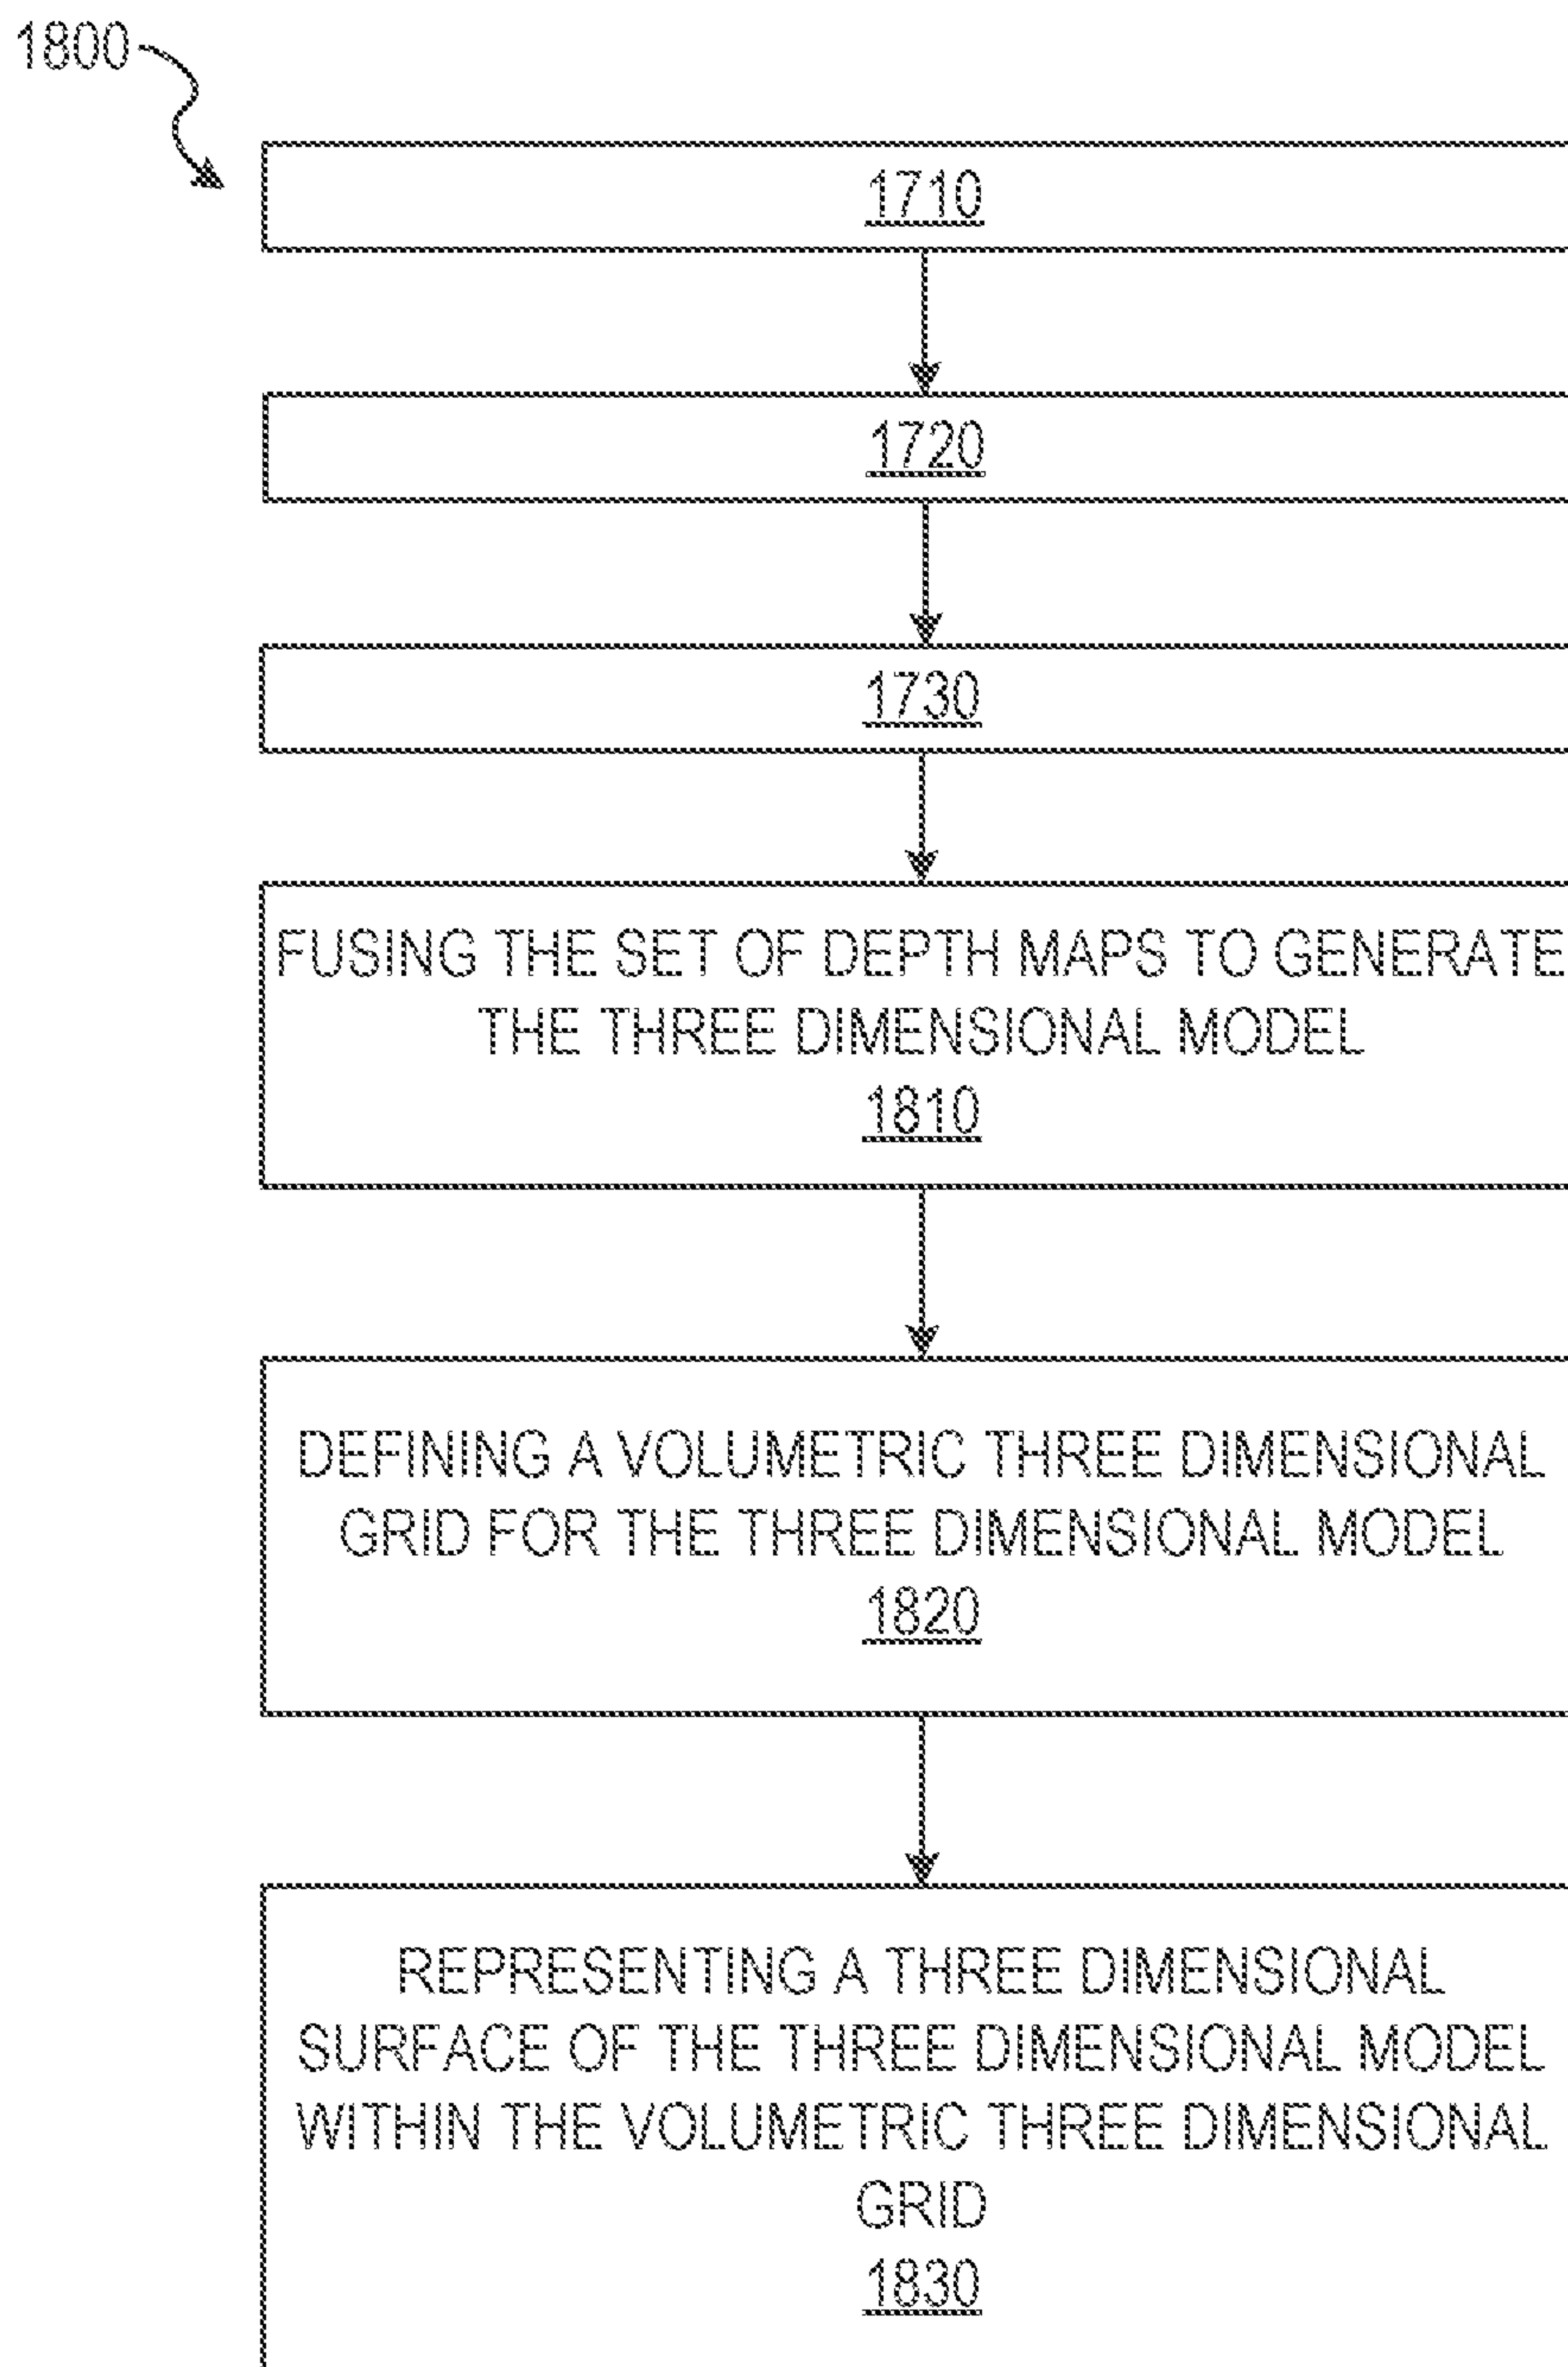 1800
1710
1720
1730
FUSING THE SET OF DEPTH MAPS TO GENERATE
THE THREE DIMENSIONAL MODEL
1810
DEFINING A VOLUMETRIC THREE DIMENSIONAL
GRID FOR THE THREE DIMENSIONAL MODEL
1820
REPRESENTING A THREE DIMENSIONAL
SURFACE OF THE THREE DIMENSIONAL MODEL
WITHIN THE VOLUMETRIC THREE DIMENSIONAL
GRID
1830